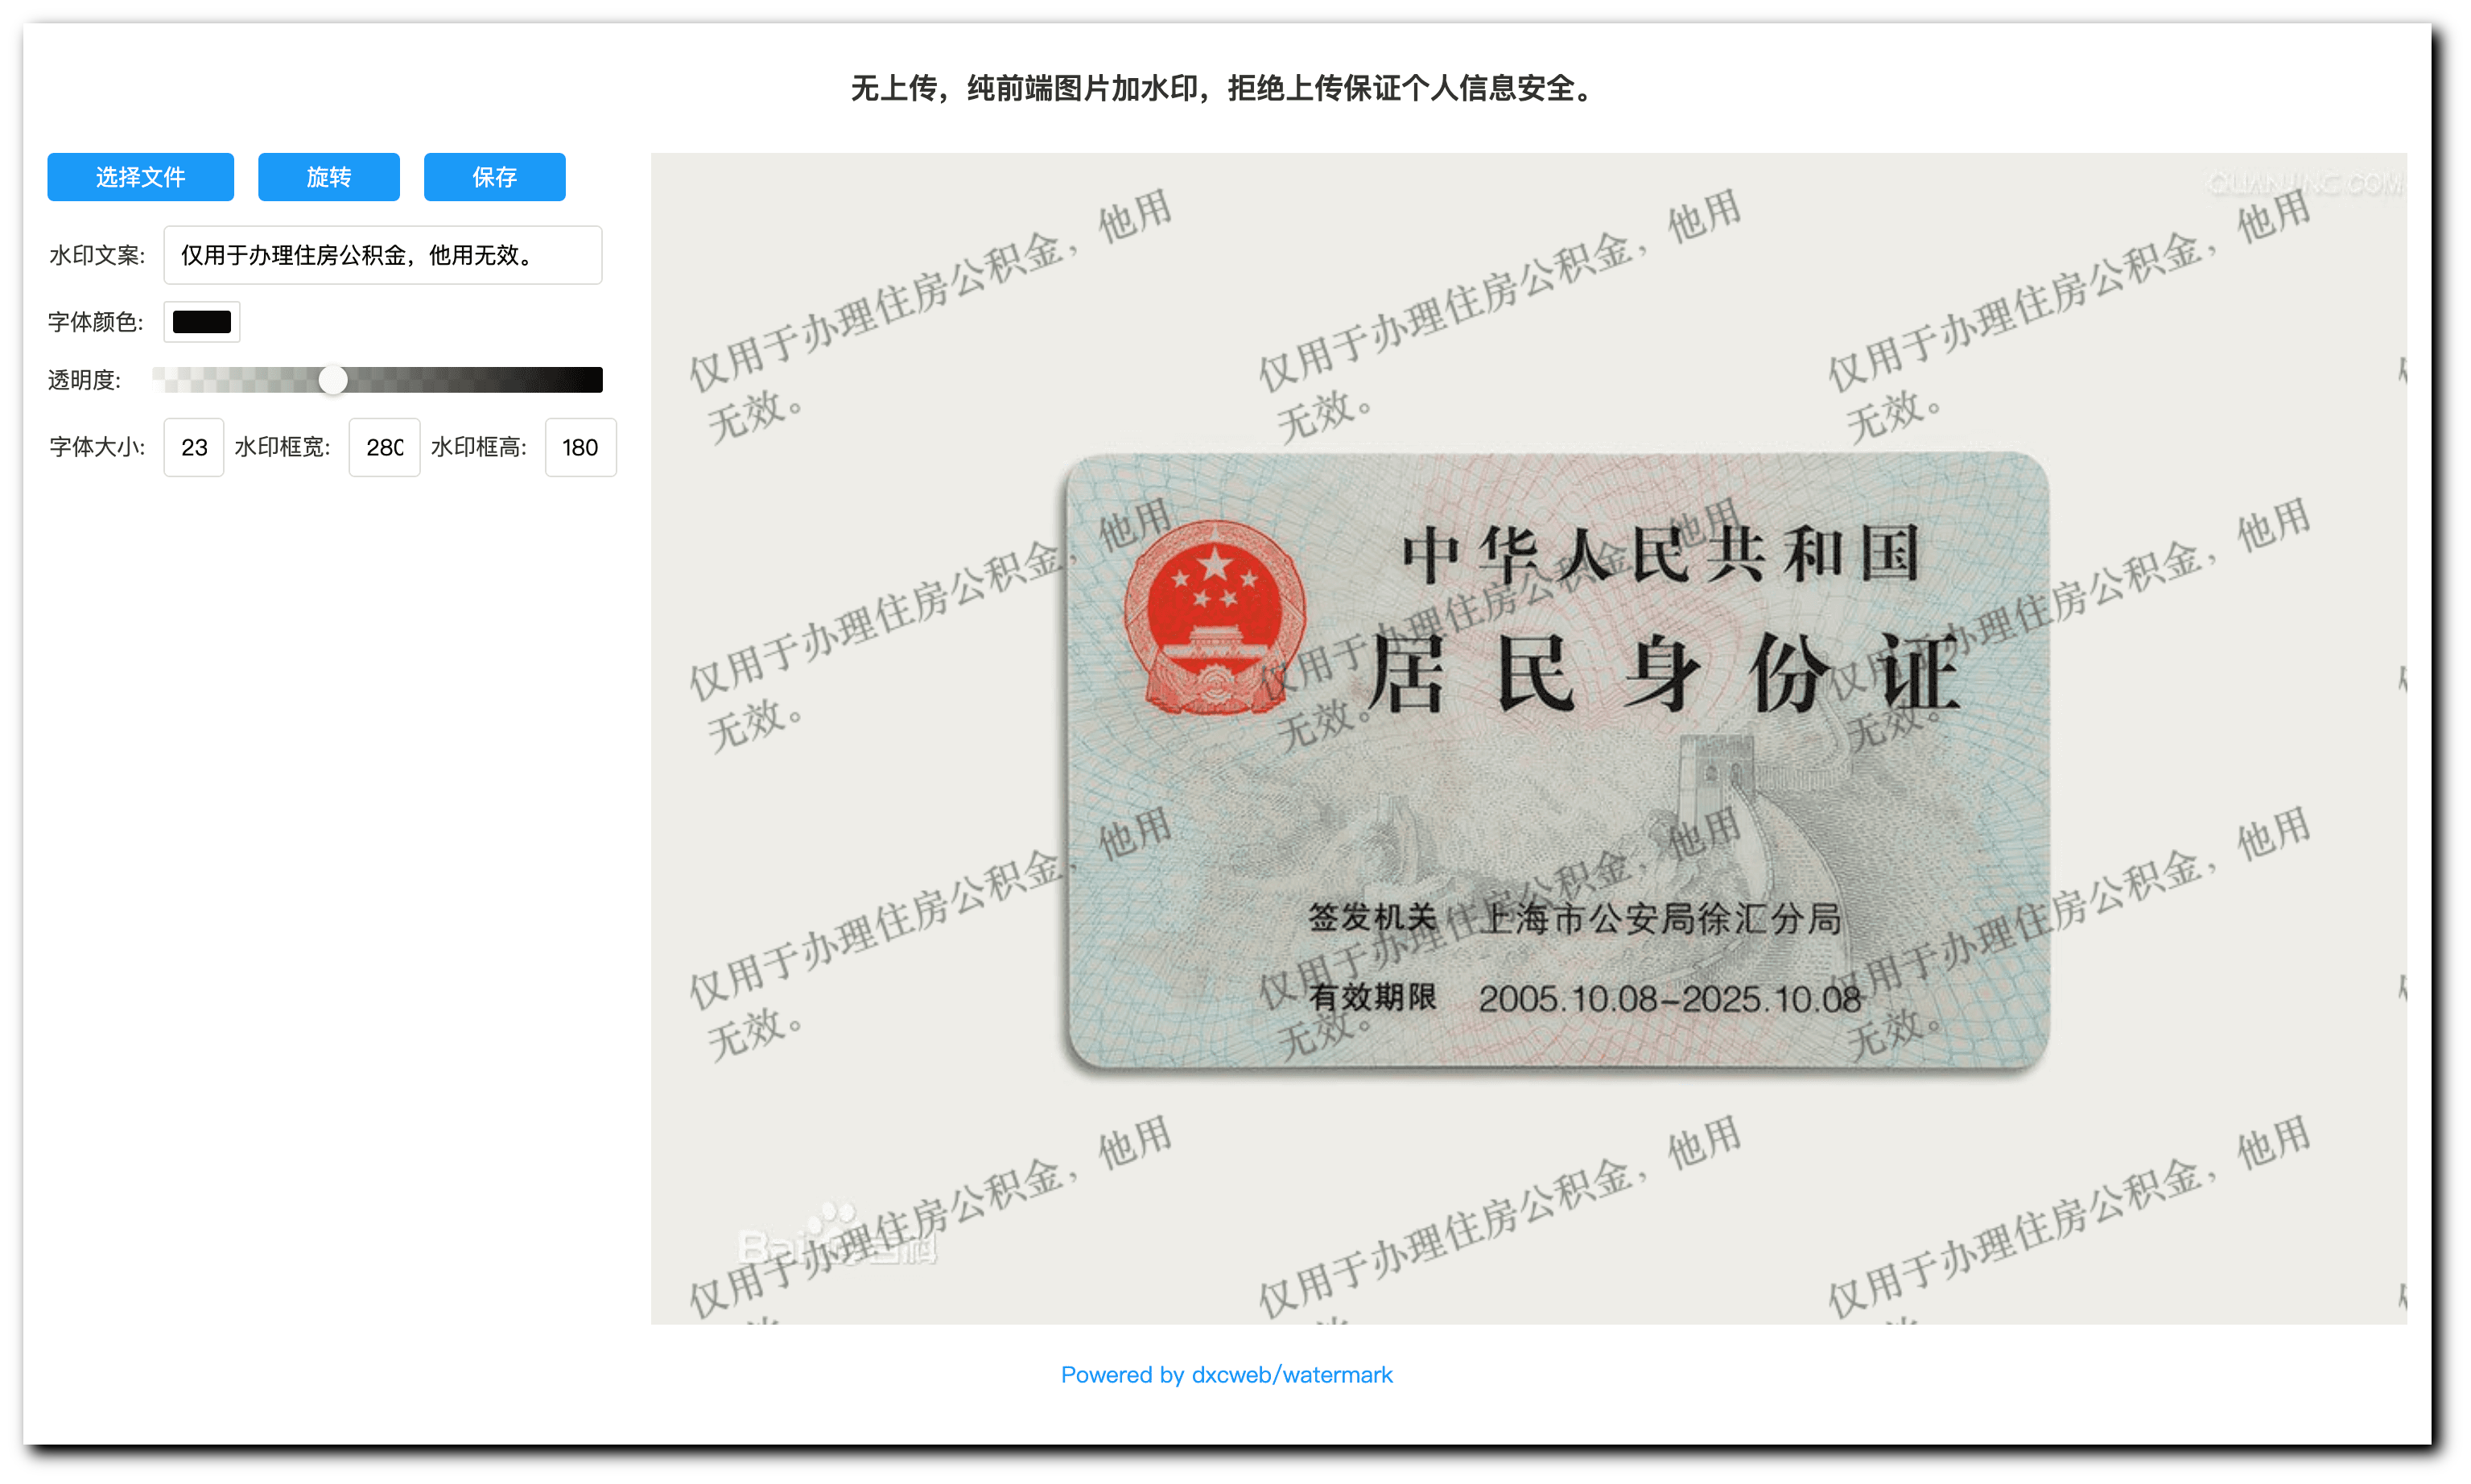 无上传，纯前端图片加水印，拒绝上传保证个人信息安全。
选择文件 旋转 保存
水印文案: 仅用于办理住房公积金，他用无效。
字体颜色:
透明度:
字体大小: 23 水印框宽: 280 水印框高: 180
QUANJING.COM
仅用于办理住房公积金，他用
无效。
仅用于办理住房公积金，他用
无效。
仅用于办理住房公积金，他用
无效。
中华人民共和国
居民身份证
仅用于办理住房公积金，他用
无效。
仅用于办理住房公积金，他用
无效。
仅用于办理住房公积金，他用
无效。
签发机关 上海市公安局徐汇分局
有效期限 2005.10.08-2025.10.08
仅用于办理住房公积金，他用
无效。
仅用于办理住房公积金，他用
无效。
仅用于办理住房公积金，他用
无效。
Bai百科
仅用于办理住房公积金，他用
仅用于办理住房公积金，他用
仅用于办理住房公积金，他用
Powered by dxcweb/watermark